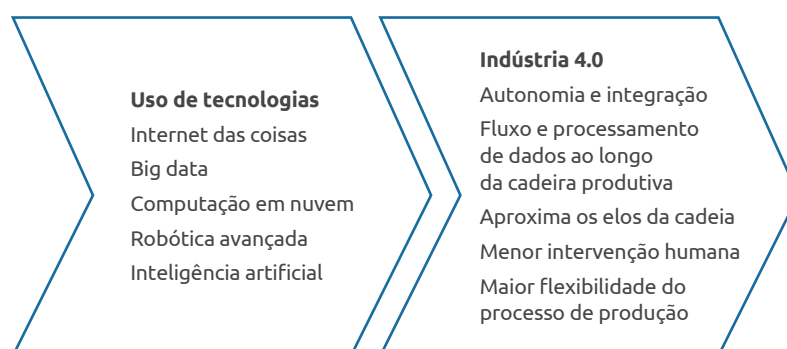 Uso de tecnologias
Internet das coisas
Big data
Computação em nuvem
Robótica avançada
Inteligência artificial
Indústria 4.0
Autonomia e integração
Fluxo e processamento
de dados ao longo
da cadeira produtiva
Aproxima os elos da cadeia
Menor intervenção humana
Maior flexibilidade do
processo de produção